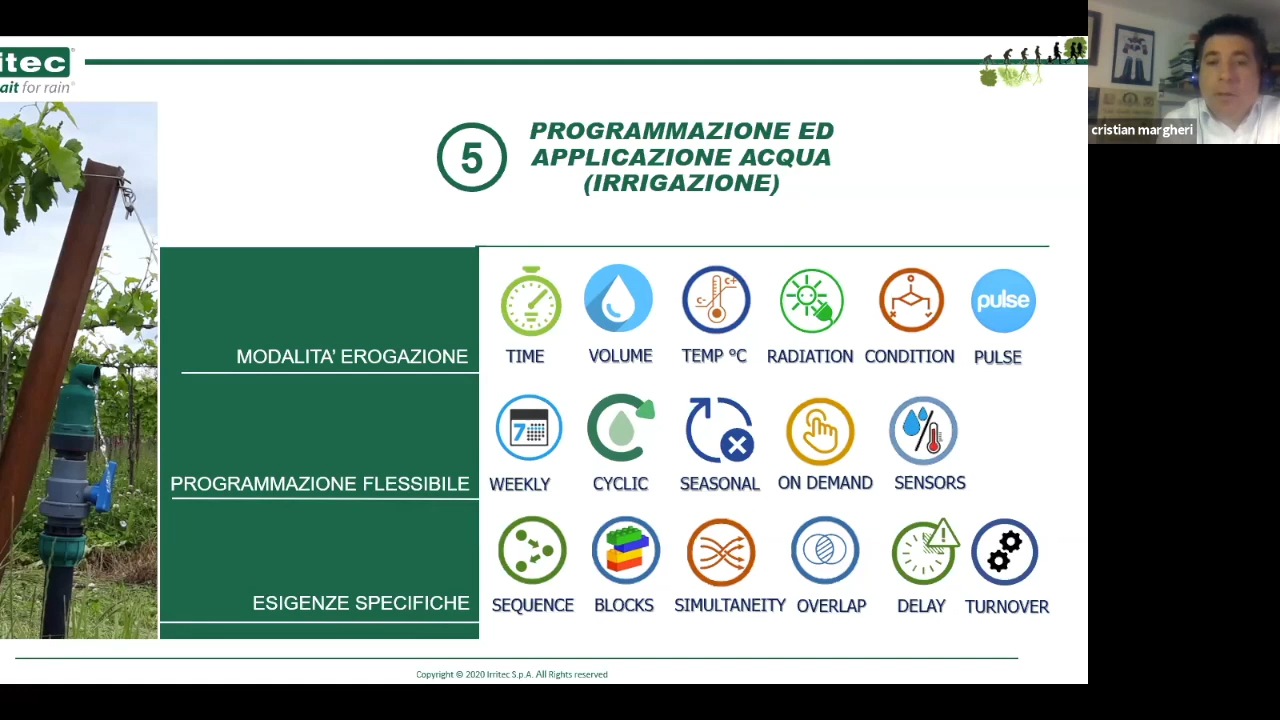 itec
ait for rain®
cristian margheri
5
PROGRAMMAZIONE ED
APPLICAZIONE ACQUA
(IRRIGAZIONE)
C- C+
pulse
MODALITA’ EROGAZIONE
TIME VOLUME TEMP °C RADIATION CONDITION PULSE
7
PROGRAMMAZIONE FLESSIBILE
WEEKLY CYCLIC SEASONAL ON DEMAND SENSORS
ESIGENZE SPECIFICHE
SEQUENCE BLOCKS SIMULTANEITY OVERLAP DELAY TURNOVER
Copyright © 2020 Irritec S.p.A. All Rights reserved